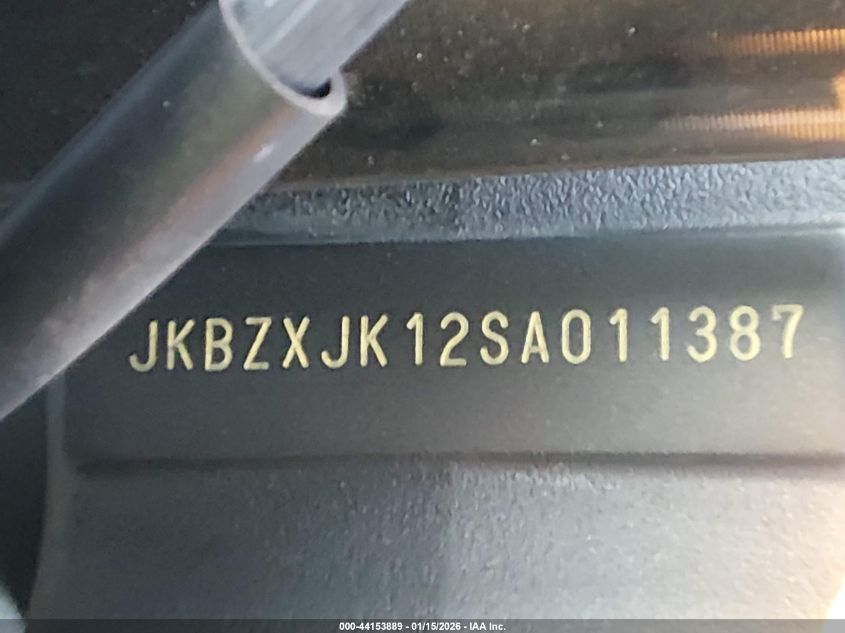 JKBZXJK12SA011387
000-44153889 - 01/15/2026 - IAA Inc.